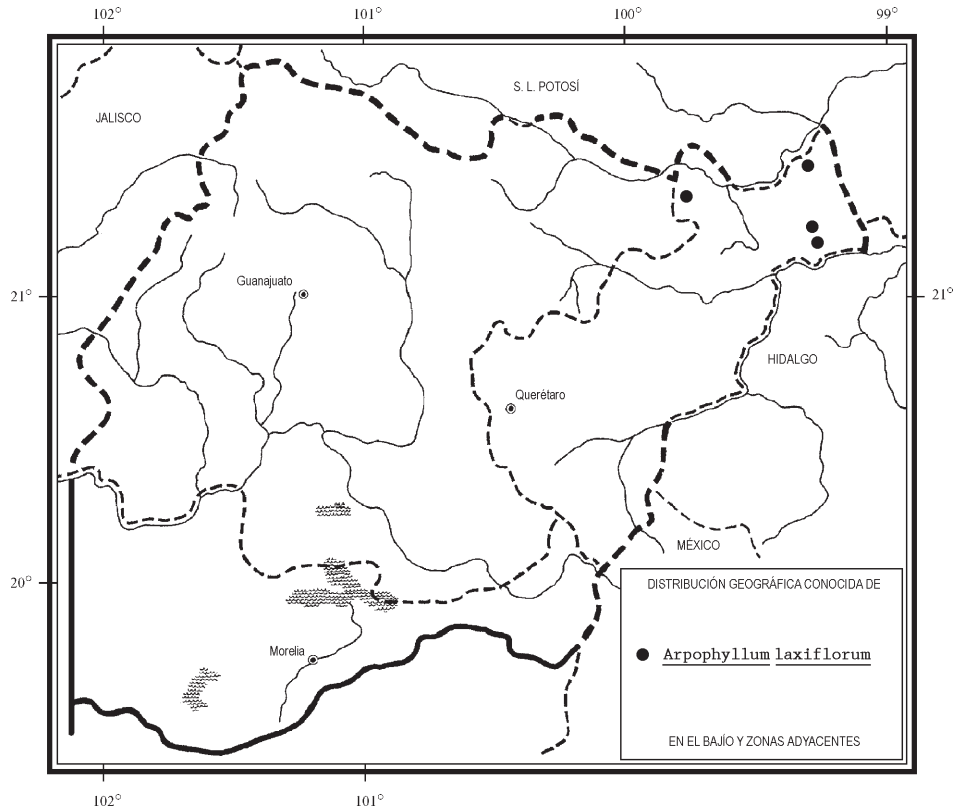 102° 101° 100° 99°
S. L. POTOSÍ
JALISCO
Guanajuato
21° 21°
HIDALGO
Querétaro
MÉXICO
20°
DISTRIBUCIÓN GEOGRÁFICA CONOCIDA DE
Morelia
Arpophyllum laxiflorum
EN EL BAJÍO Y ZONAS ADYACENTES
102° 101°